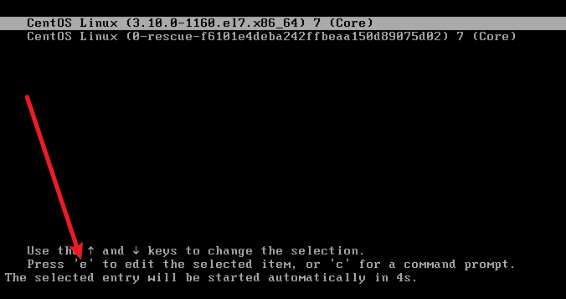 CentOS Linux (3.10.0-1160.el7.x86_64) 7 (Core)
CentOS Linux (0-rescue-f6101e4deba242ffbeaa150d89075d02) 7 (Core)
Use the ↑ and ↓ keys to change the selection.
Press 'e' to edit the selected item, or 'c' for a command prompt.
The selected entry will be started automatically in 4s.